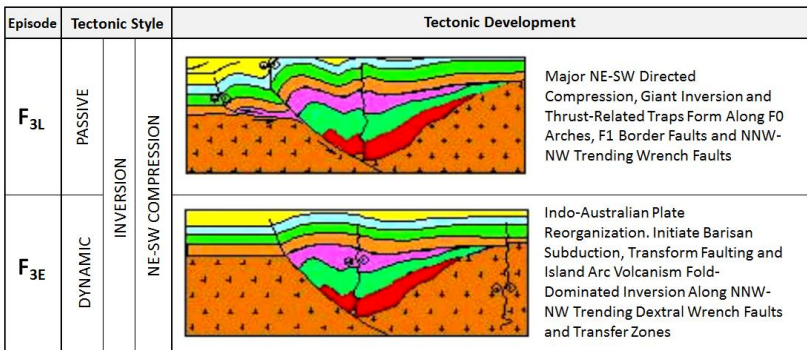 Episode Tectonic Style Tectonic Development
F3L
PASSIVE
INVERSION
NE-SW COMPRESSION
Major NE-SW Directed
Compression, Giant Inversion and
Thrust-Related Traps Form Along F0
Arches, F1 Border Faults and NNW-
NW Trending Wrench Faults
F3E
DYNAMIC
Indo-Australian Plate
Reorganization. Initiate Barisan
Subduction, Transform Faulting and
Island Arc Volcanism Fold-
Dominated Inversion Along NNW-
NW Trending Dextral Wrench Faults
and Transfer Zones